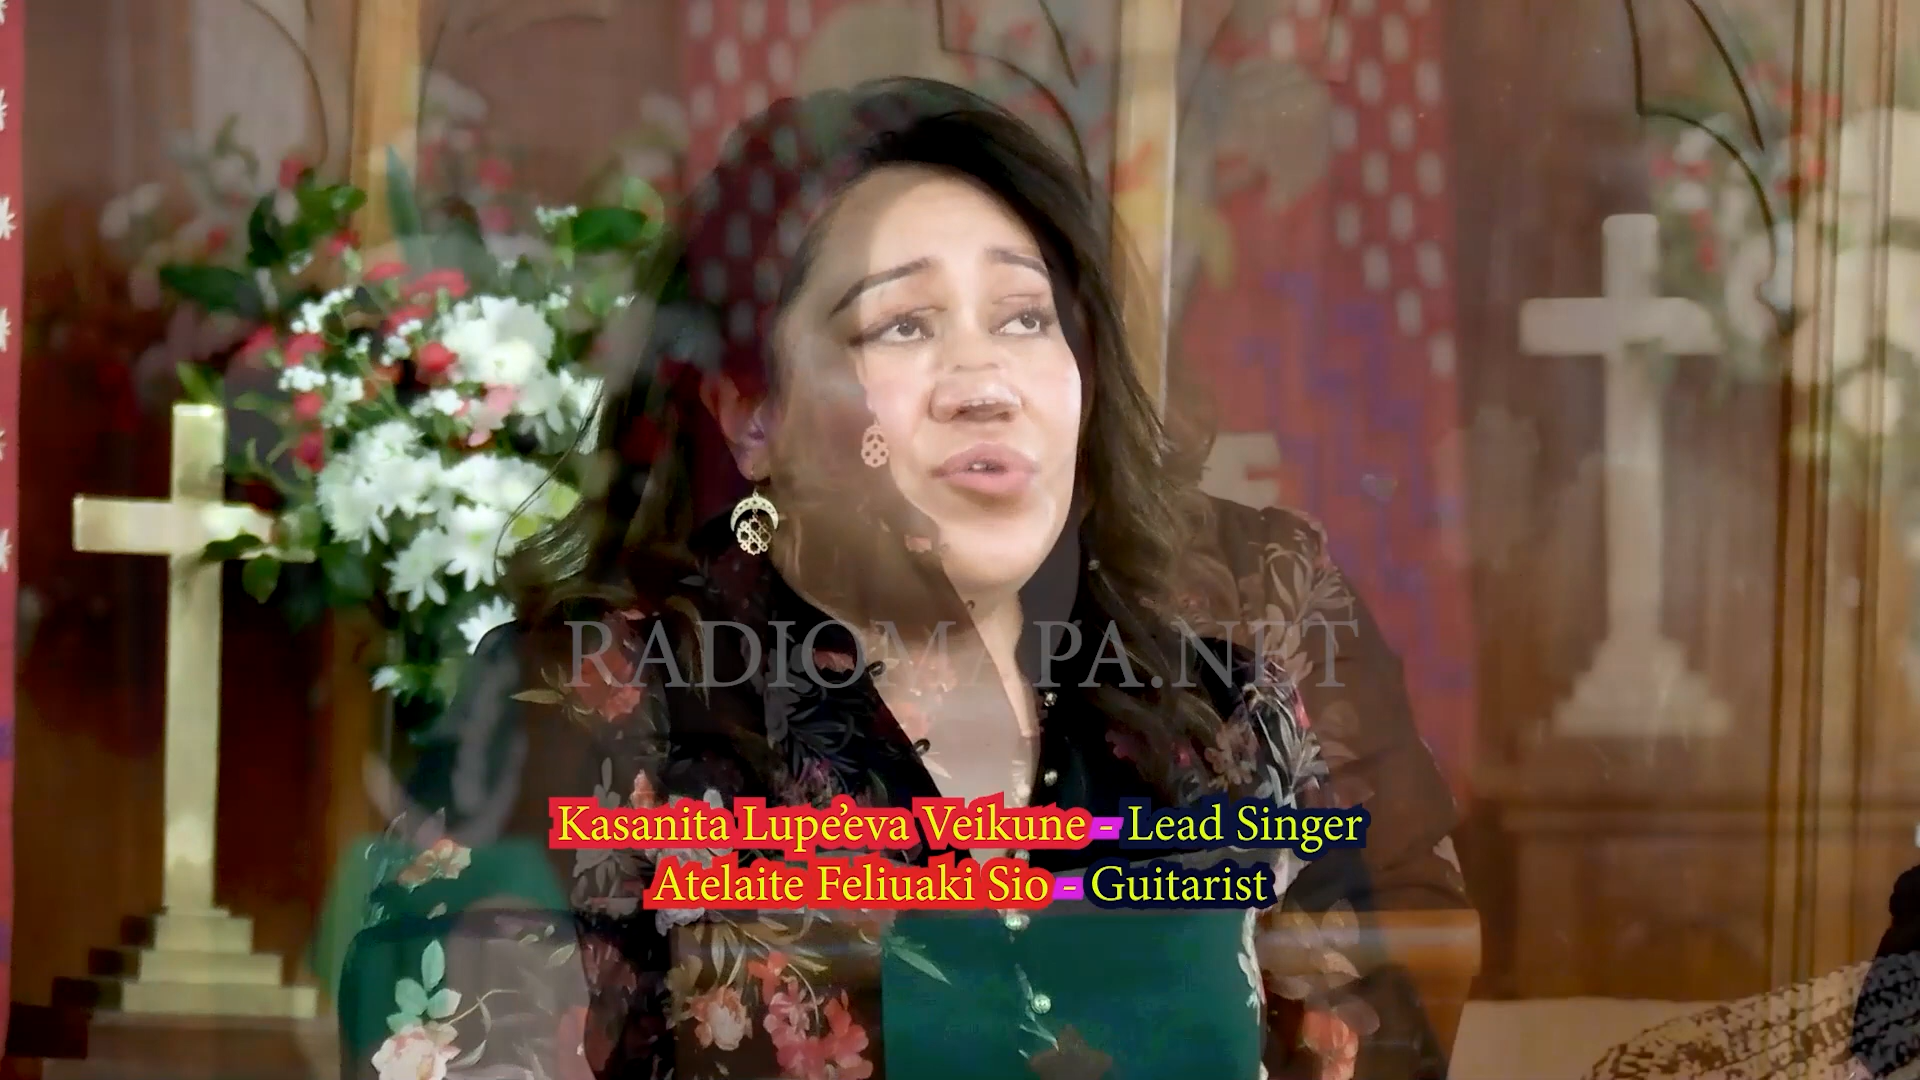 RADIOMAPA.NET
Kasanita Lupe'eva Veikune - Lead Singer
Atelaite Feliuaki Sio - Guitarist